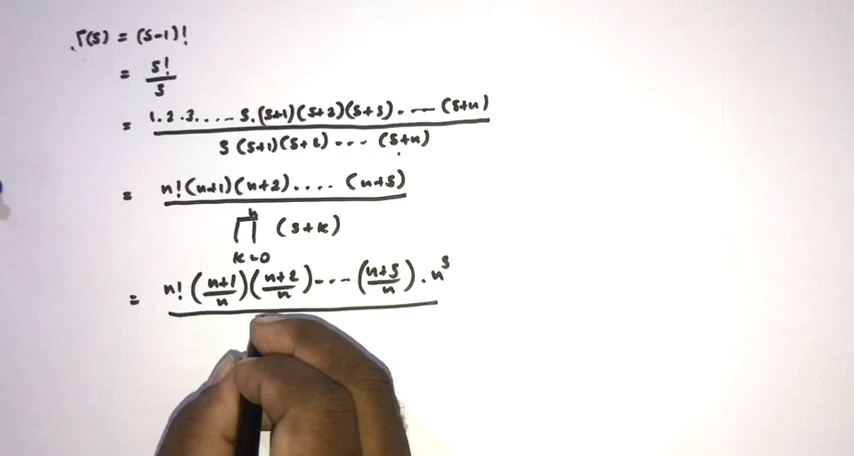 Γ(s) = (s-1)!
= s!/s
= 1.2.3.... s.(s+1)(s+2)(s+3).... (s+n) / s(s+1)(s+2)... (s+n)
= n!(n+1)(n+2).... (n+s) / ∏_{k=0}^{n} (s+k)
= n! ((n+1)/n)((n+2)/n)...((n+s)/n) . n^s